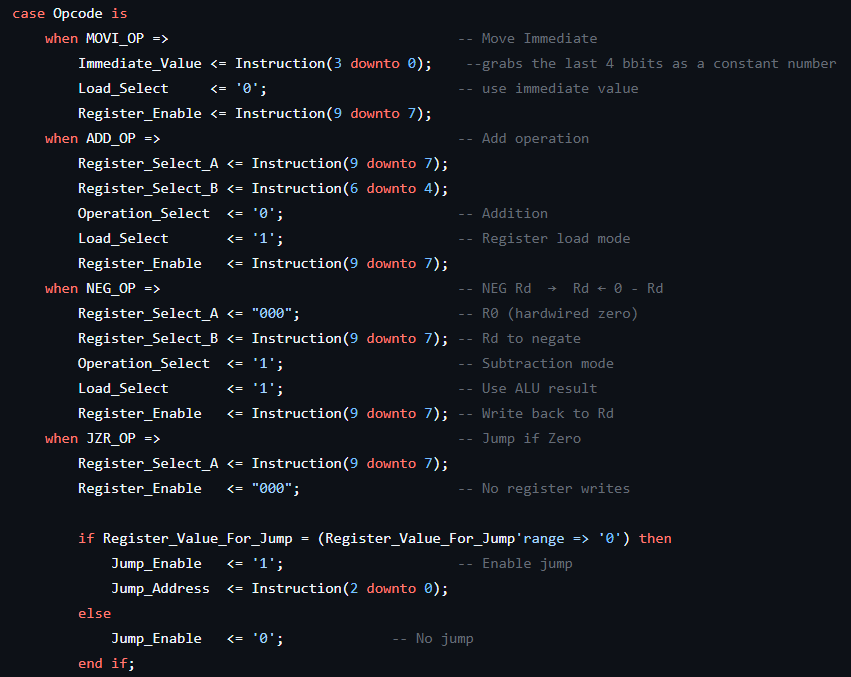 case Opcode is
    when MOVI_OP =>                                   -- Move Immediate
        Immediate_Value <= Instruction(3 downto 0);    --grabs the last 4 bbits as a constant number
        Load_Select     <= '0';                       -- use immediate value
        Register_Enable <= Instruction(9 downto 7);
    when ADD_OP =>                                    -- Add operation
        Register_Select_A <= Instruction(9 downto 7);
        Register_Select_B <= Instruction(6 downto 4);
        Operation_Select  <= '0';                     -- Addition
        Load_Select       <= '1';                     -- Register load mode
        Register_Enable   <= Instruction(9 downto 7);
    when NEG_OP =>                                    -- NEG Rd  →  Rd ← 0 - Rd
        Register_Select_A <= "000";                   -- R0 (hardwired zero)
        Register_Select_B <= Instruction(9 downto 7); -- Rd to negate
        Operation_Select  <= '1';                     -- Subtraction mode
        Load_Select       <= '1';                     -- Use ALU result
        Register_Enable   <= Instruction(9 downto 7); -- Write back to Rd
    when JZR_OP =>                                    -- Jump if Zero
        Register_Select_A <= Instruction(9 downto 7);
        Register_Enable   <= "000";                   -- No register writes
        if Register_Value_For_Jump = (Register_Value_For_Jump'range => '0') then
            Jump_Enable   <= '1';                     -- Enable jump
            Jump_Address  <= Instruction(2 downto 0);
        else
            Jump_Enable   <= '0';             -- No jump
        end if;